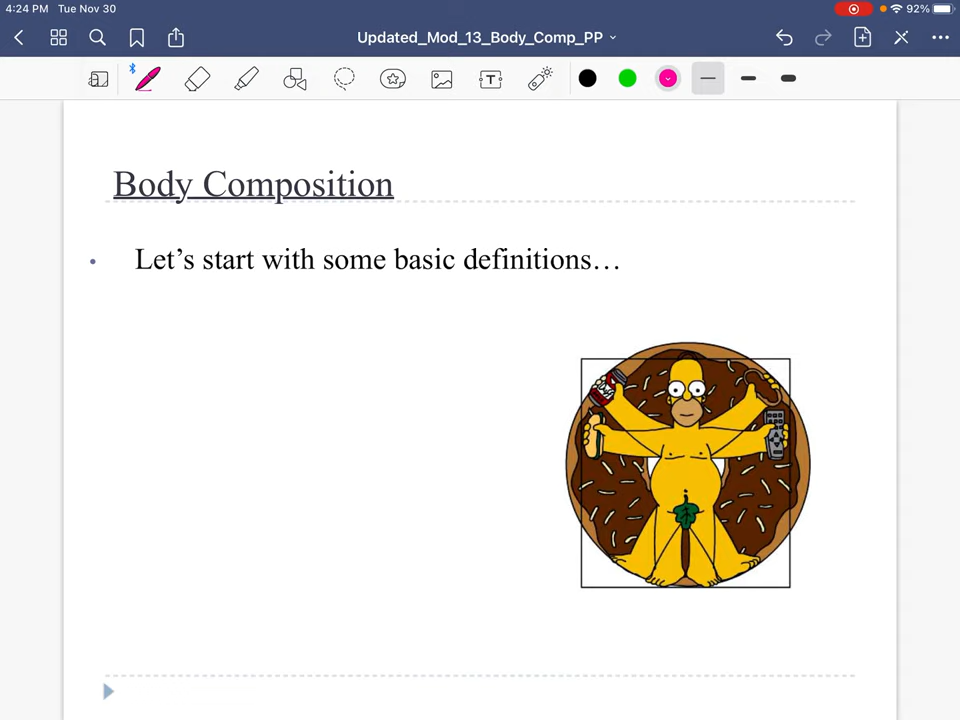 4:24 PM Tue Nov 30
92%
Updated_Mod_13_Body_Comp_PP
T
Body Composition
• Let’s start with some basic definitions…